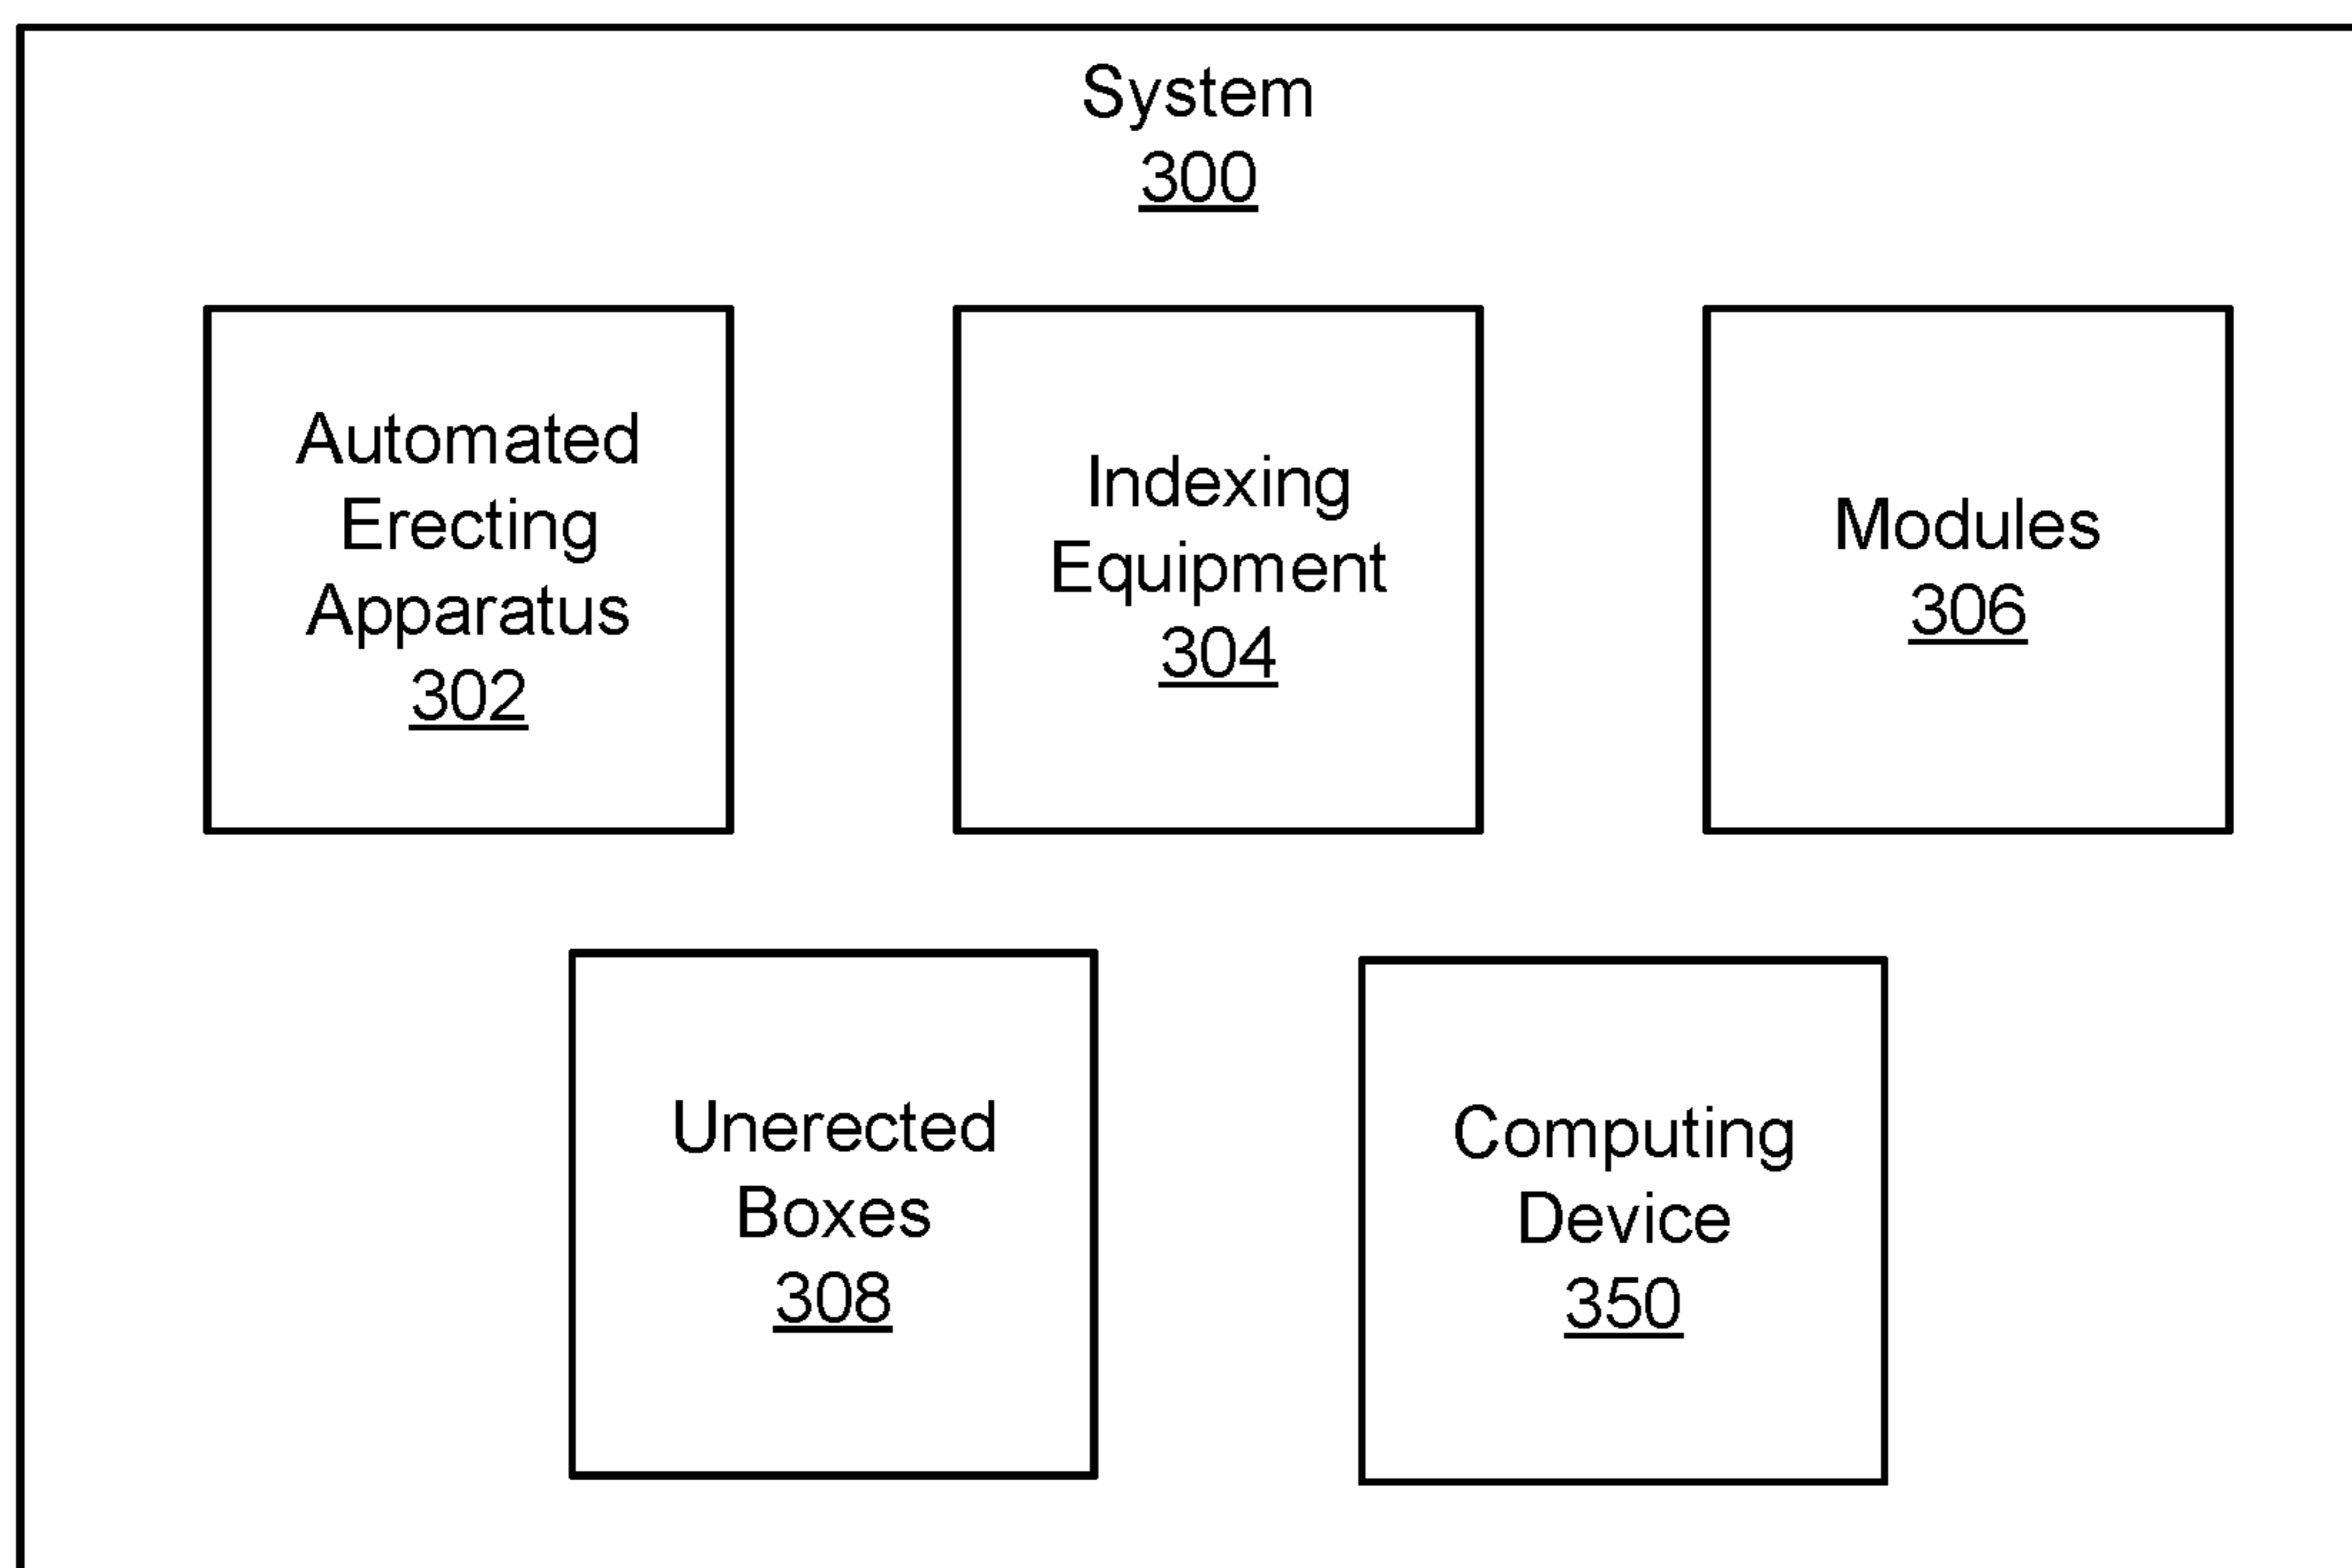 System
300
Automated
Erecting
Apparatus
302
Indexing
Equipment
304
Modules
306
Unerected
Boxes
308
Computing
Device
350